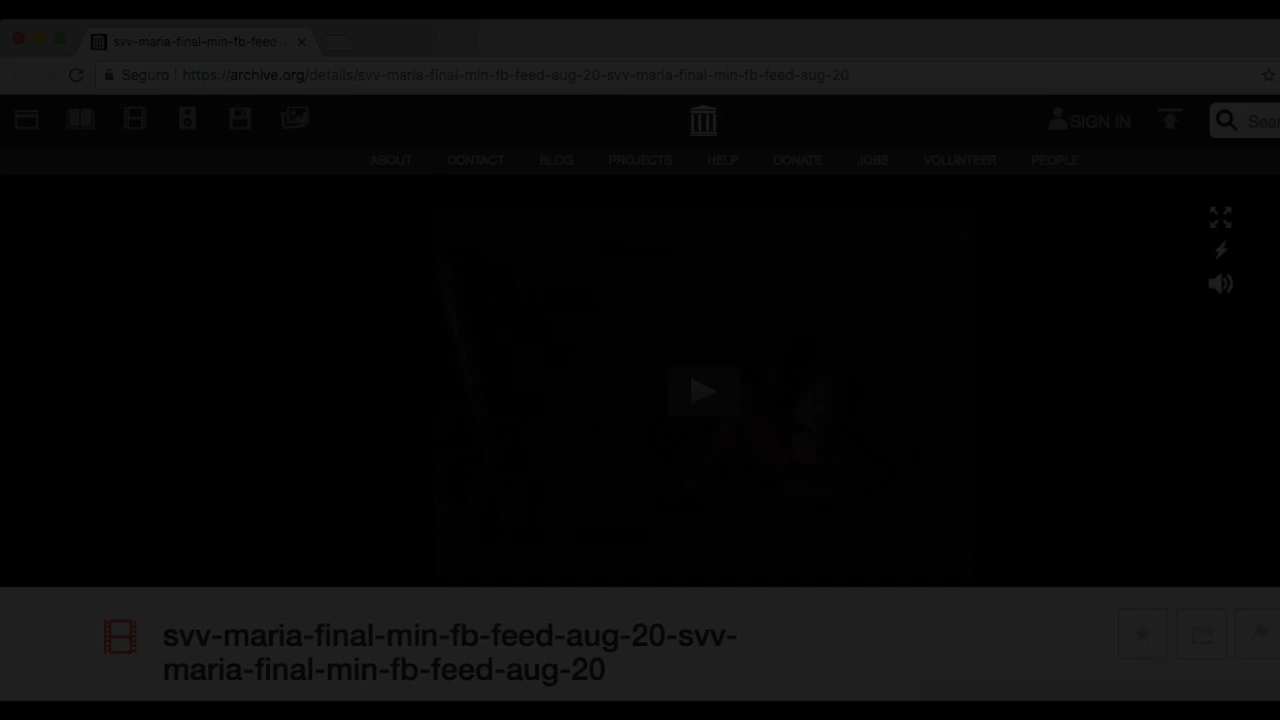 svv-maria-final-min-fb-feed-
Seguro
https://archive.org/details/svv-maria-final-min-fb-feed-aug-20-svv-maria-final-min-fb-feed-aug-20
SIGN IN
Sea
ABOUT CONTACT BLOG PROJECTS HELP DONATE JOBS VOLUNTEER PEOPLE
svv-maria-final-min-fb-feed-aug-20-svv-
maria-final-min-fb-feed-aug-20